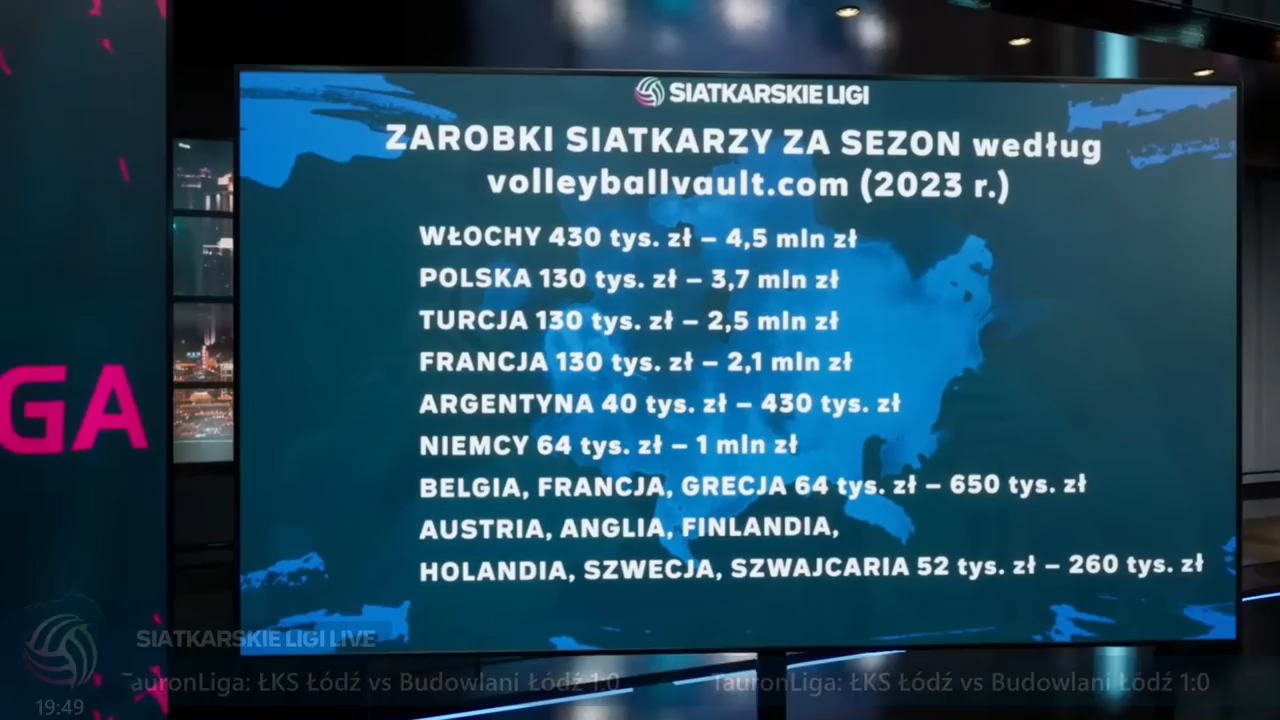 SIATKARSKIE LIGI
ZAROBKI SIATKARZY ZA SEZON według
volleyballvault.com (2023 r.)
WŁOCHY 430 tys. zł – 4,5 mln zł
POLSKA 130 tys. zł – 3,7 mln zł
TURCJA 130 tys. zł – 2,5 mln zł
FRANCJA 130 tys. zł – 2,1 mln zł
ARGENTYNA 40 tys. zł – 430 tys. zł
NIEMCY 64 tys. zł – 1 mln zł
BELGIA, FRANCJA, GRECJA 64 tys. zł – 650 tys. zł
AUSTRIA, ANGLIA, FINLANDIA,
HOLANDIA, SZWECJA, SZWAJCARIA 52 tys. zł – 260 tys. zł
GA
SIATKARSKIE LIGI LIVE
TauronLiga: ŁKS Łódź vs Budowlani Łódź 1:0 TauronLiga: ŁKS Łódź vs Budowlani Łódź 1:0
19:49